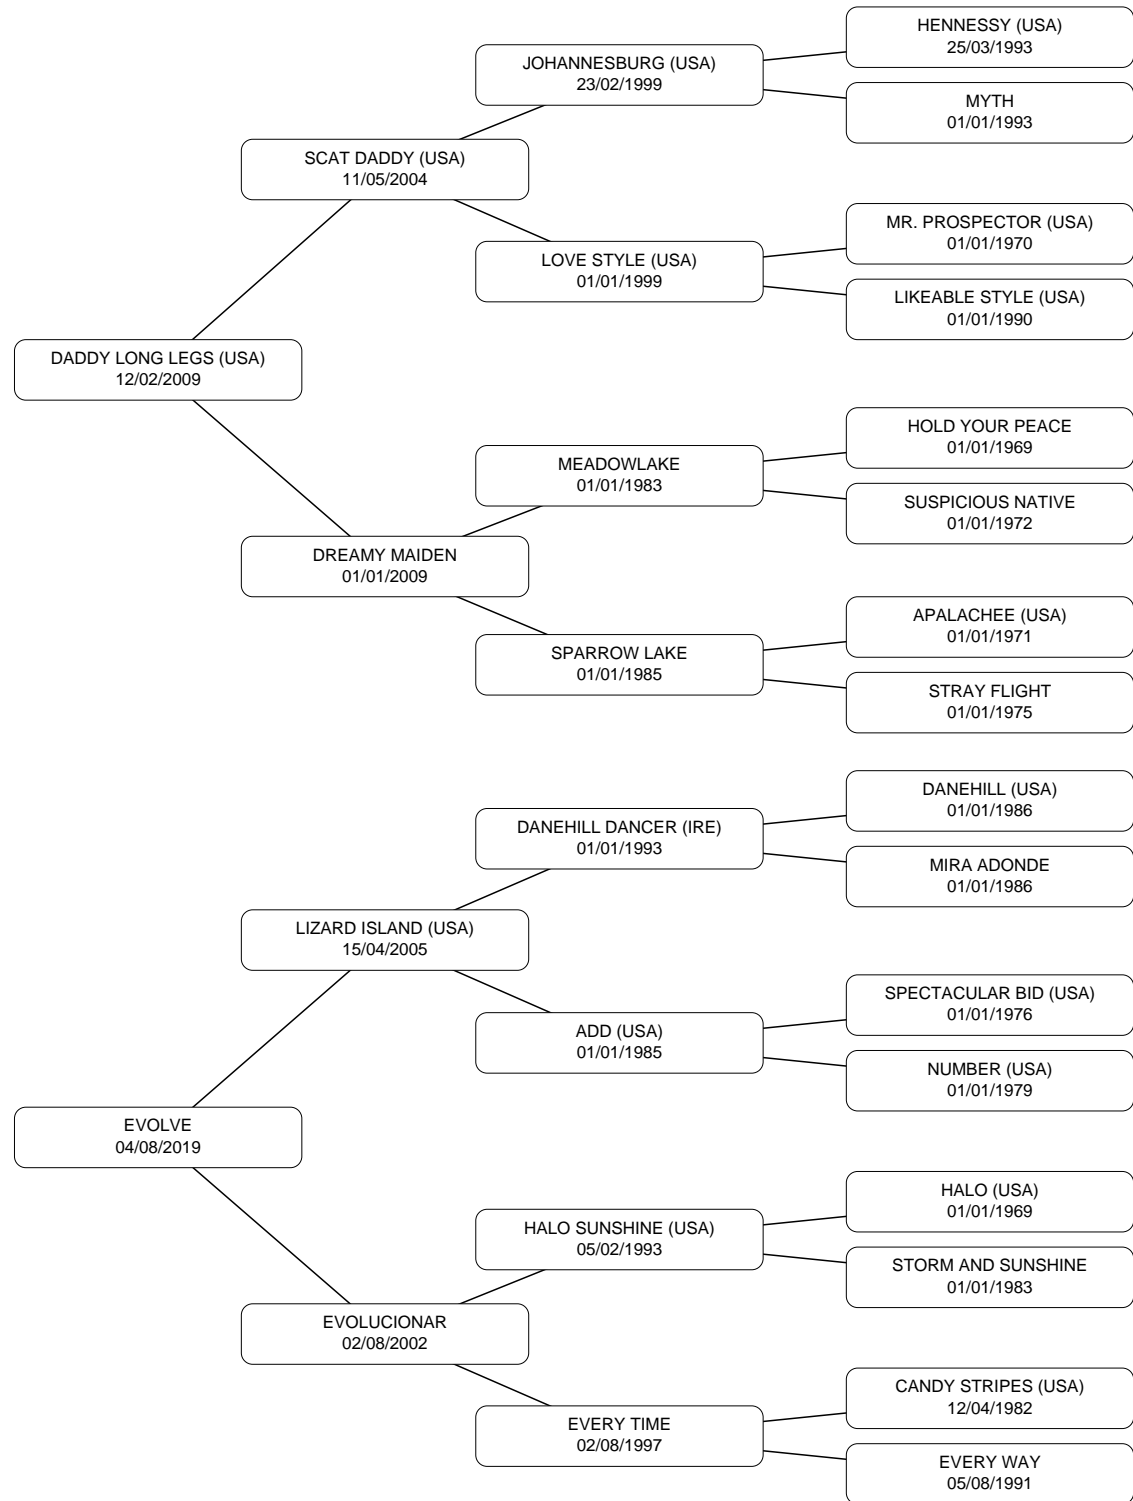 HENNESSY (USA)
25/03/1993
JOHANNESBURG (USA)
23/02/1999
MYTH
01/01/1993
SCAT DADDY (USA)
11/05/2004
MR. PROSPECTOR (USA)
01/01/1970
LOVE STYLE (USA)
01/01/1999
LIKEABLE STYLE (USA)
01/01/1990
DADDY LONG LEGS (USA)
12/02/2009
HOLD YOUR PEACE
01/01/1969
MEADOWLAKE
01/01/1983
SUSPICIOUS NATIVE
01/01/1972
DREAMY MAIDEN
01/01/2009
APALACHEE (USA)
01/01/1971
SPARROW LAKE
01/01/1985
STRAY FLIGHT
01/01/1975
DANEHILL (USA)
01/01/1986
DANEHILL DANCER (IRE)
01/01/1993
MIRA ADONDE
01/01/1986
LIZARD ISLAND (USA)
15/04/2005
SPECTACULAR BID (USA)
01/01/1976
ADD (USA)
01/01/1985
NUMBER (USA)
01/01/1979
EVOLVE
04/08/2019
HALO (USA)
01/01/1969
HALO SUNSHINE (USA)
05/02/1993
STORM AND SUNSHINE
01/01/1983
EVOLUCIONAR
02/08/2002
CANDY STRIPES (USA)
12/04/1982
EVERY TIME
02/08/1997
EVERY WAY
05/08/1991